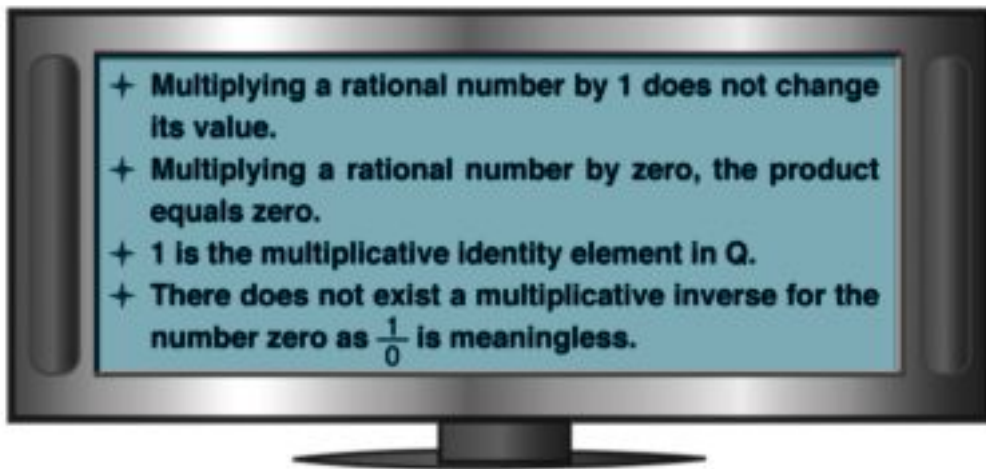 + Multiplying a rational number by 1 does not change
its value.
+ Multiplying a rational number by zero, the product
equals zero.
+ 1 is the multiplicative identity element in Q.
+ There does not exist a multiplicative inverse for the
number zero as 1/0 is meaningless.